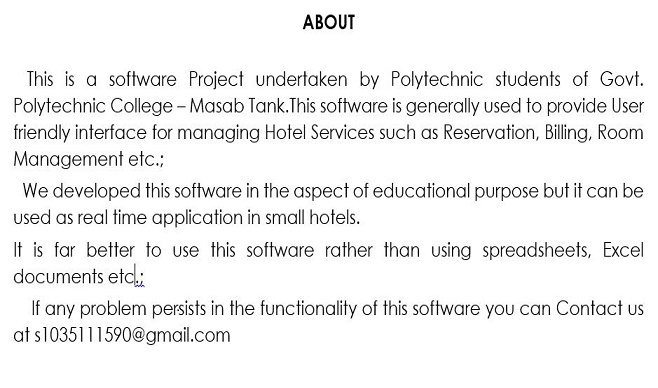 ABOUT
This is a software Project undertaken by Polytechnic students of Govt.
Polytechnic College – Masab Tank.This software is generally used to provide User
friendly interface for managing Hotel Services such as Reservation, Billing, Room
Management etc.;
We developed this software in the aspect of educational purpose but it can be
used as real time application in small hotels.
It is far better to use this software rather than using spreadsheets, Excel
documents etc.;
If any problem persists in the functionality of this software you can Contact us
at s1035111590@gmail.com